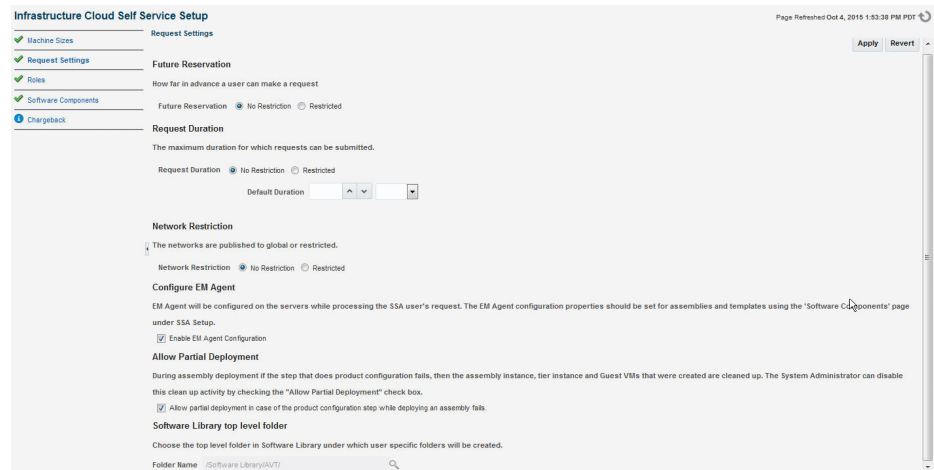 Infrastructure Cloud Self Service Setup
Page Refreshed Oct 4, 2015 1:53:38 PM PDT
Machine Sizes
Request Settings
Roles
Software Components
Chargeback
Request Settings
Apply Revert
Future Reservation
How far in advance a user can make a request
Future Reservation No Restriction Restricted
Request Duration
The maximum duration for which requests can be submitted.
Request Duration No Restriction Restricted
Default Duration
Network Restriction
The networks are published to global or restricted.
Network Restriction No Restriction Restricted
Configure EM Agent
EM Agent will be configured on the servers while processing the SSA user's request. The EM Agent configuration properties should be set for assemblies and templates using the 'Software Components' page
under SSA Setup.
Enable EM Agent Configuration
Allow Partial Deployment
During assembly deployment if the step that does product configuration fails, then the assembly instance, tier instance and Guest VMs that were created are cleaned up. The System Administrator can disable
this clean up activity by checking the "Allow Partial Deployment" check box.
Allow partial deployment in case of the product configuration step while deploying an assembly fails.
Software Library top level folder
Choose the top level folder in Software Library under which user specific folders will be created.
Folder Name /Software Library/AVT/